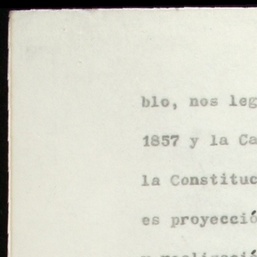 blo, nos leg
1857 y la Ca
la Constituc
es proyecció